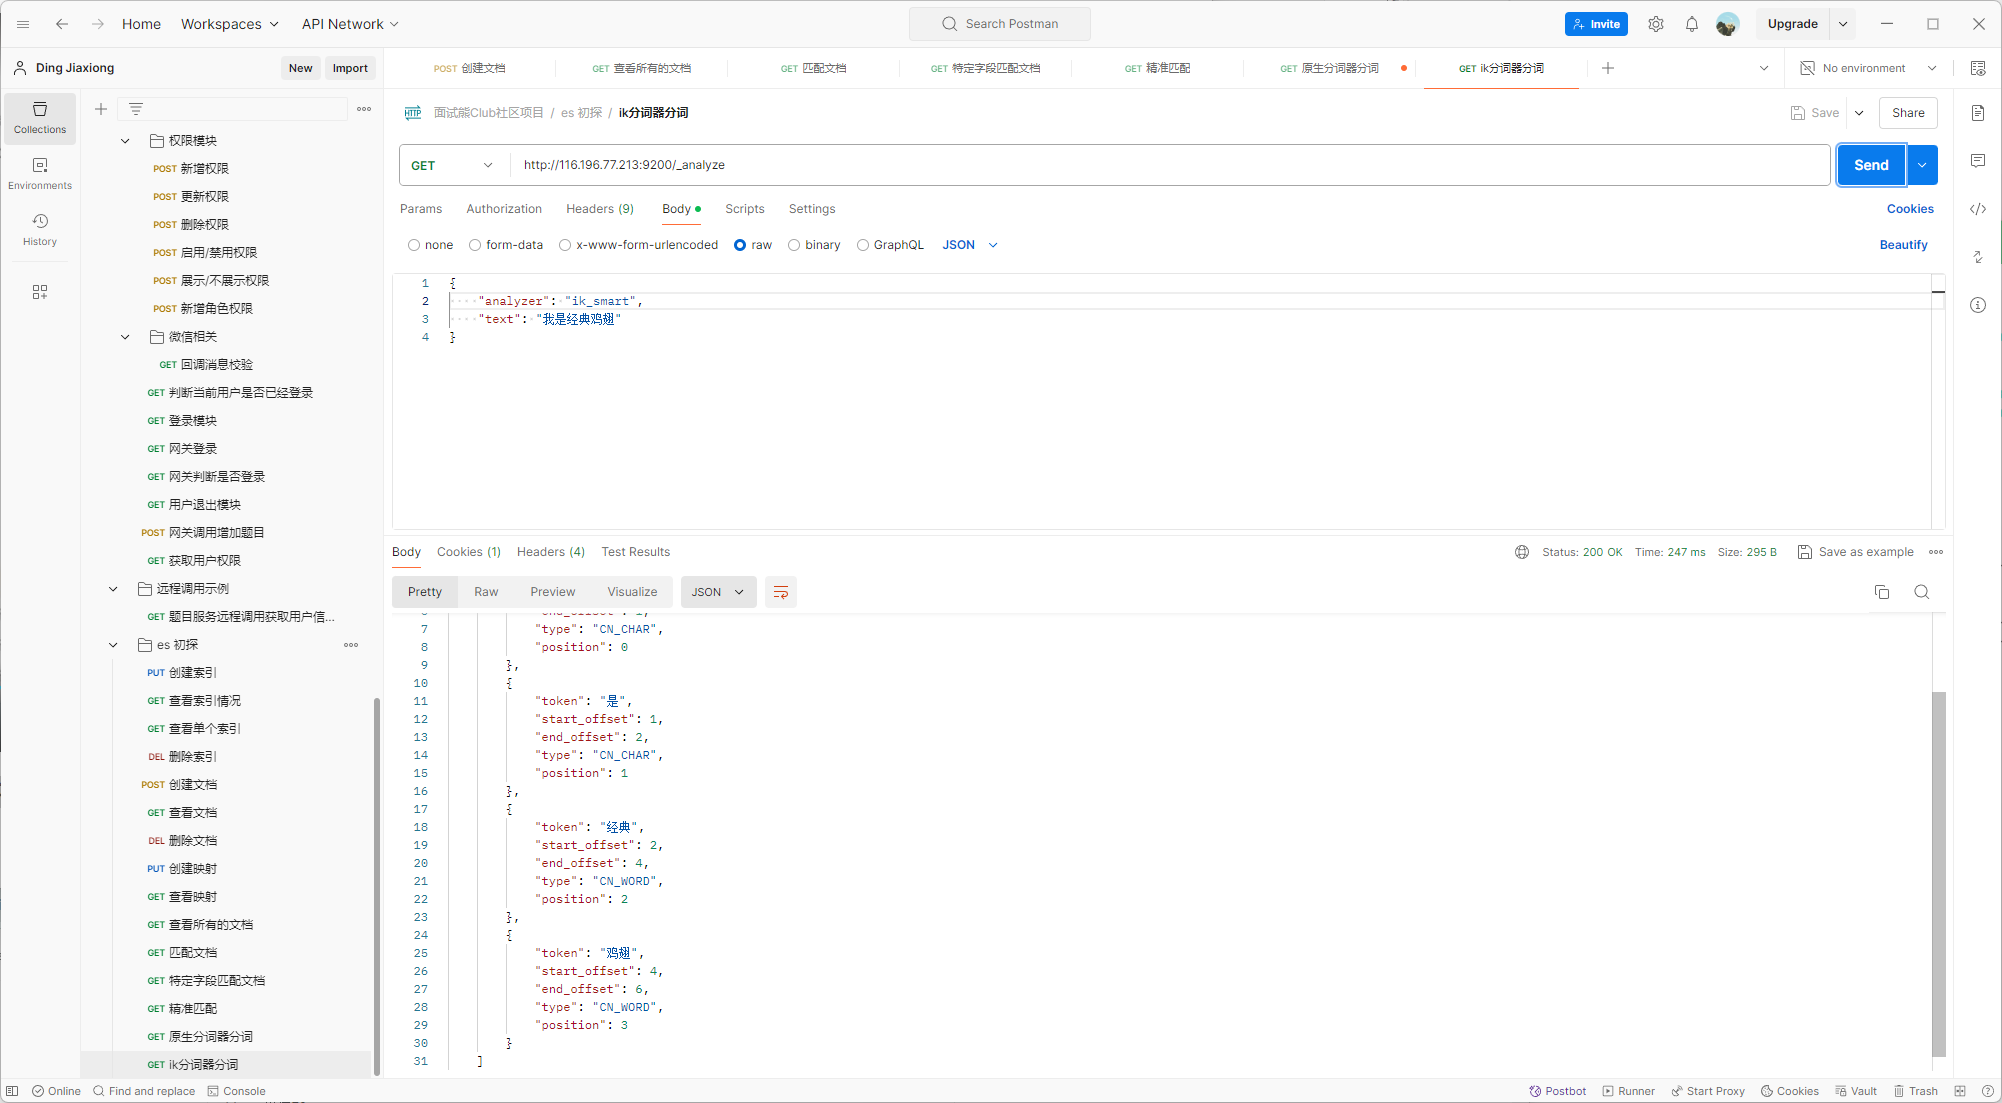 Home Workspaces API Network Search Postman Invite Upgrade
Ding Jiaxiong New Import
POST 创建文档 GET 查看所有的文档 GET 匹配文档 GET 特定字段匹配文档 GET 精准匹配 GET 原生分词器分词 GET ik分词器分词 No environment
Collections
Environments
History
权限模块
POST 新增权限
POST 更新权限
POST 删除权限
POST 启用/禁用权限
POST 展示/不展示权限
POST 新增角色权限
微信相关
GET 回调消息校验
GET 判断当前用户是否已经登录
GET 登录模块
GET 网关登录
GET 网关判断是否登录
GET 用户退出模块
POST 网关调用增加题目
GET 获取用户权限
远程调用示例
GET 题目服务远程调用获取用户信...
es 初探
PUT 创建索引
GET 查看索引情况
GET 查看单个索引
DEL 删除索引
POST 创建文档
GET 查看文档
DEL 删除文档
PUT 创建映射
GET 查看映射
GET 查看所有的文档
GET 匹配文档
GET 特定字段匹配文档
GET 精准匹配
GET 原生分词器分词
GET ik分词器分词
HTTP 面试熊Club社区项目 / es 初探 / ik分词器分词 Save Share
GET http://116.196.77.213:9200/_analyze Send
Params Authorization Headers (9) Body Scripts Settings Cookies
none form-data x-www-form-urlencoded raw binary GraphQL JSON Beautify
1 {
2 "analyzer": "ik_smart",
3 "text": "我是经典鸡翅"
4 }
Body Cookies (1) Headers (4) Test Results Status: 200 OK Time: 247 ms Size: 295 B Save as example
Pretty Raw Preview Visualize JSON
6 "end_offset": 1,
7 "type": "CN_CHAR",
8 "position": 0
9 },
10 {
11 "token": "是",
12 "start_offset": 1,
13 "end_offset": 2,
14 "type": "CN_CHAR",
15 "position": 1
16 },
17 {
18 "token": "经典",
19 "start_offset": 2,
20 "end_offset": 4,
21 "type": "CN_WORD",
22 "position": 2
23 },
24 {
25 "token": "鸡翅",
26 "start_offset": 4,
27 "end_offset": 6,
28 "type": "CN_WORD",
29 "position": 3
30 }
31 ]
Online Find and replace Console Postbot Runner Start Proxy Cookies Vault Trash